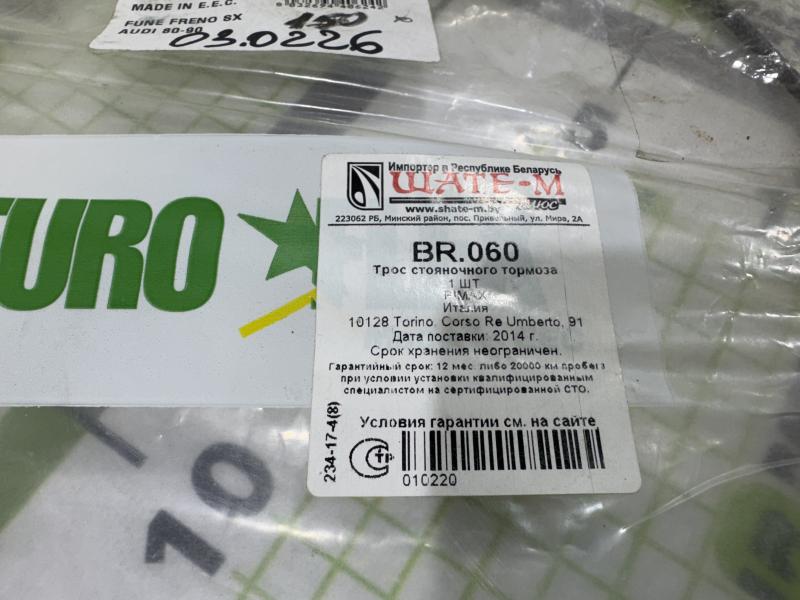 MADE IN E.E.C.
FUNE FRENO SX
AUDI 80-90
03.0226
EURO
Импортер в Республике Беларусь
ШАТЕ-М
www.shate-m.by плюс
223062 РБ, Минский район, пос. Привольный, ул. Мира, 2А
BR.060
Трос стояночного тормоза
1 ШТ
Италия
10128 Torino. Corso Re Umberto, 91
Дата поставки: 2014 г.
Срок хранения неограничен.
Гарантийный срок: 12 мес. либо 20000 км пробега
при условии установки квалифицированным
специалистом на сертифицированной СТО.
Условия гарантии см. на сайте
234-17-4(8)
010220
10